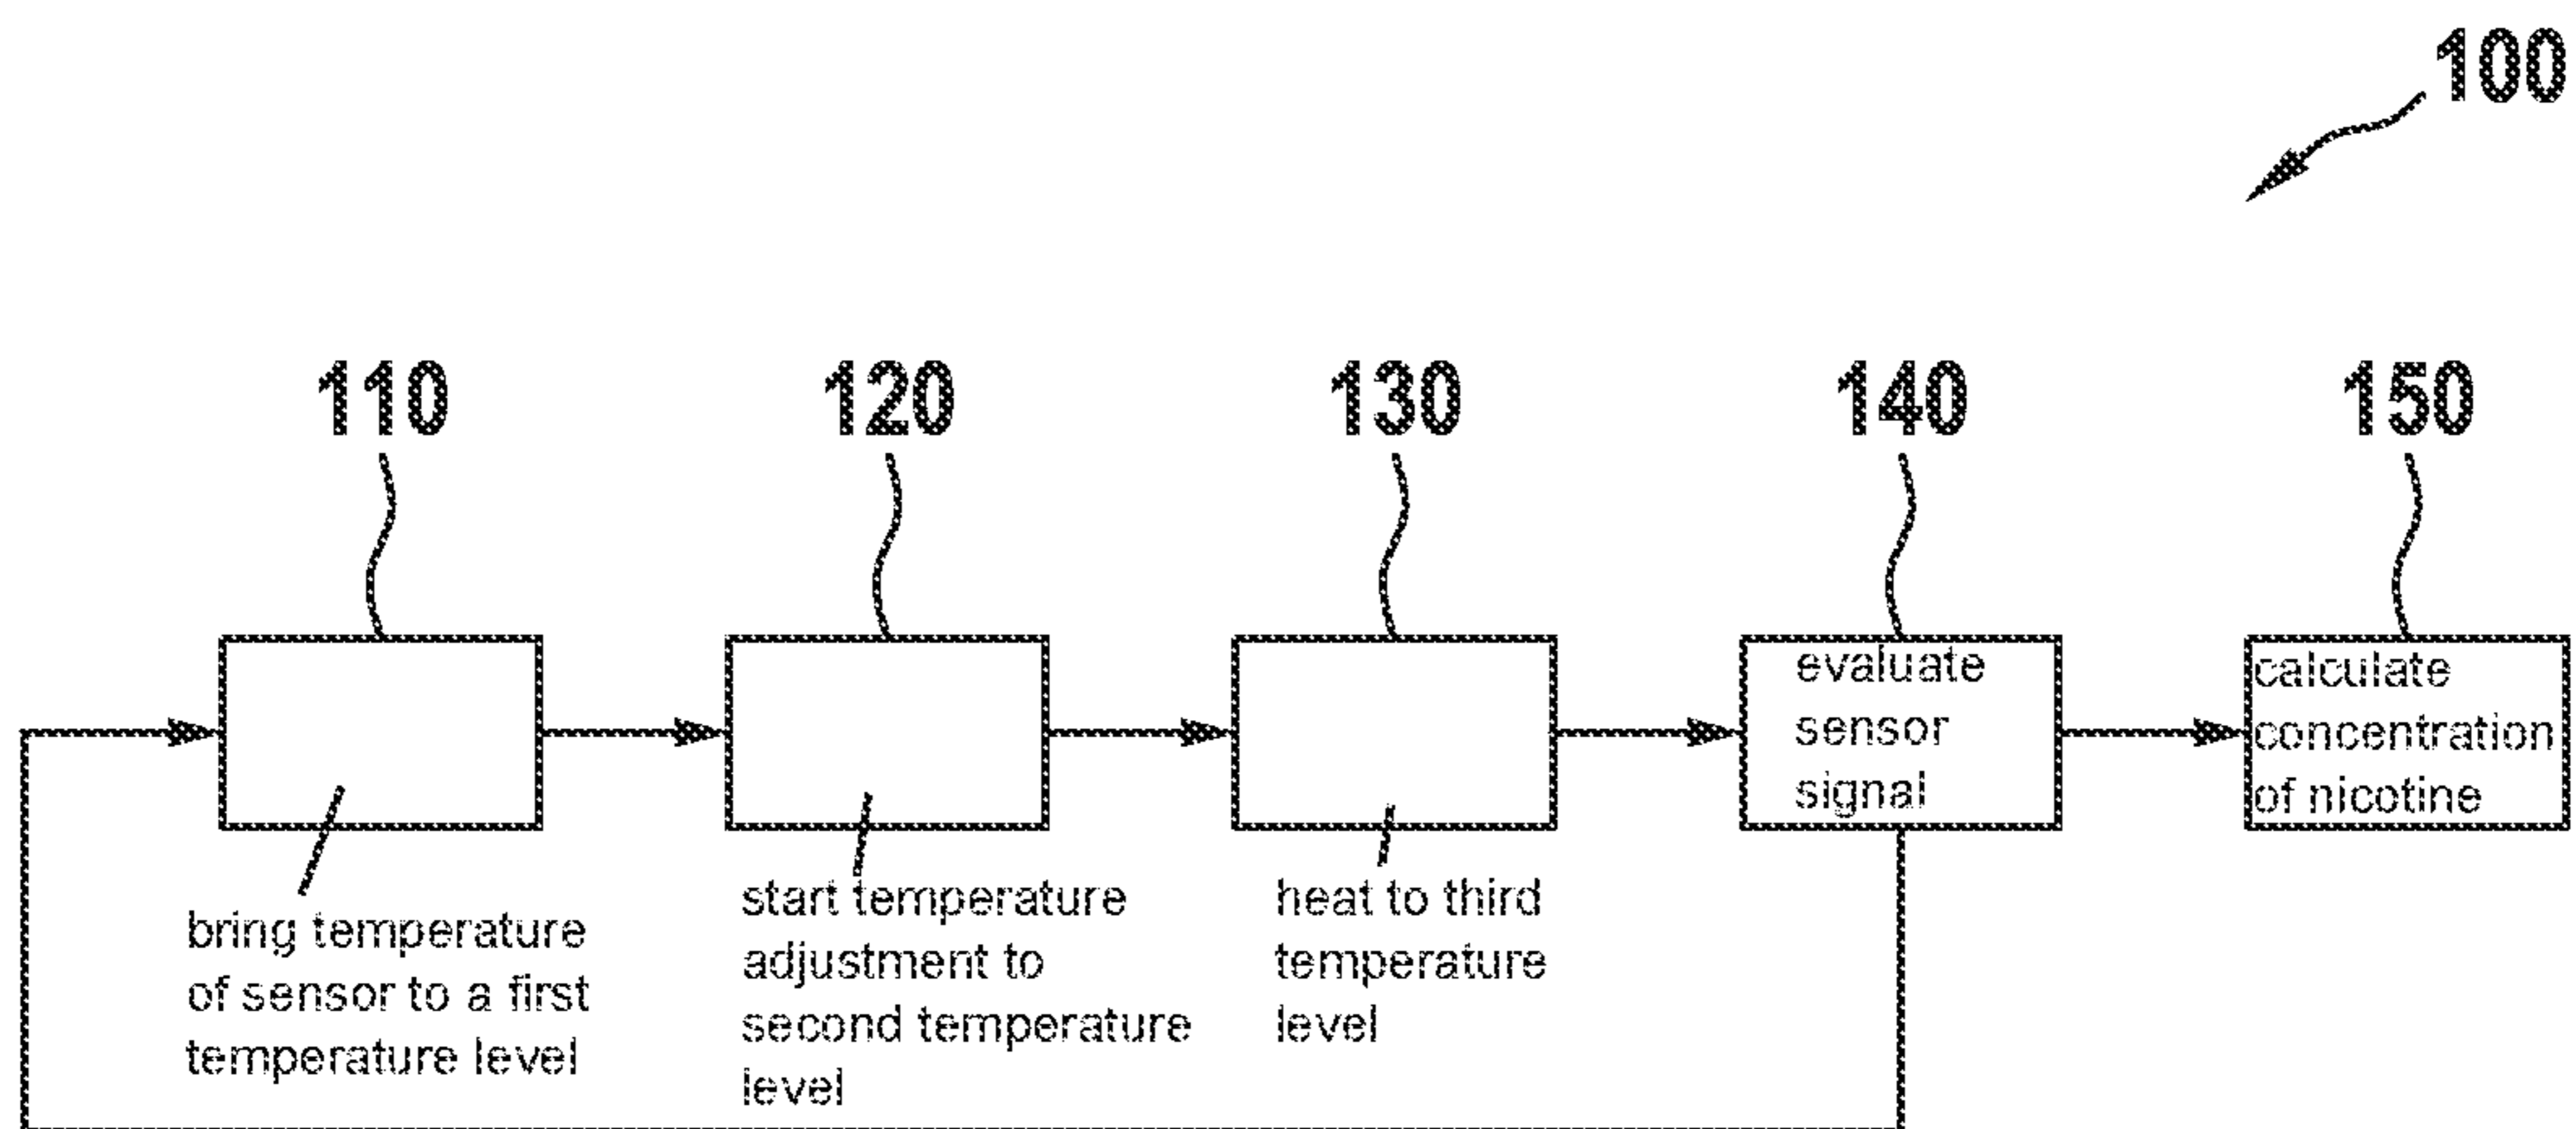 100
110
120
130
140
150
evaluate
sensor
signal
calculate
concentration
of nicotine
bring temperature
of sensor to a first
temperature level
start temperature
adjustment to
second temperature
level
heat to third
temperature
level